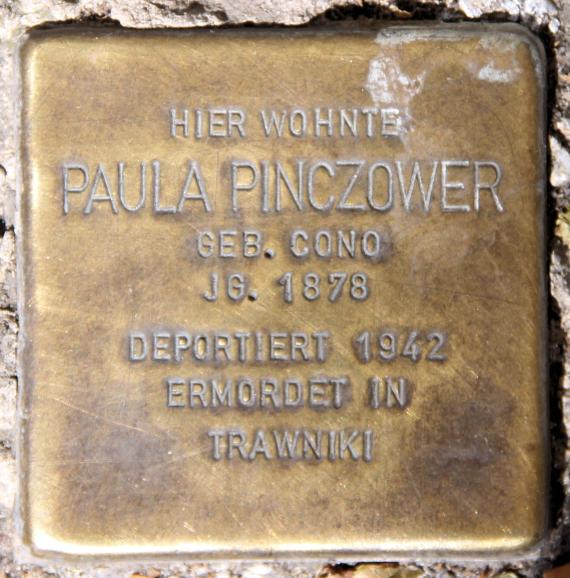 HIER WOHNTE
PAULA PINCZOWER
GEB. CONO
JG. 1878
DEPORTIERT 1942
ERMORDET IN
TRAWNIKI